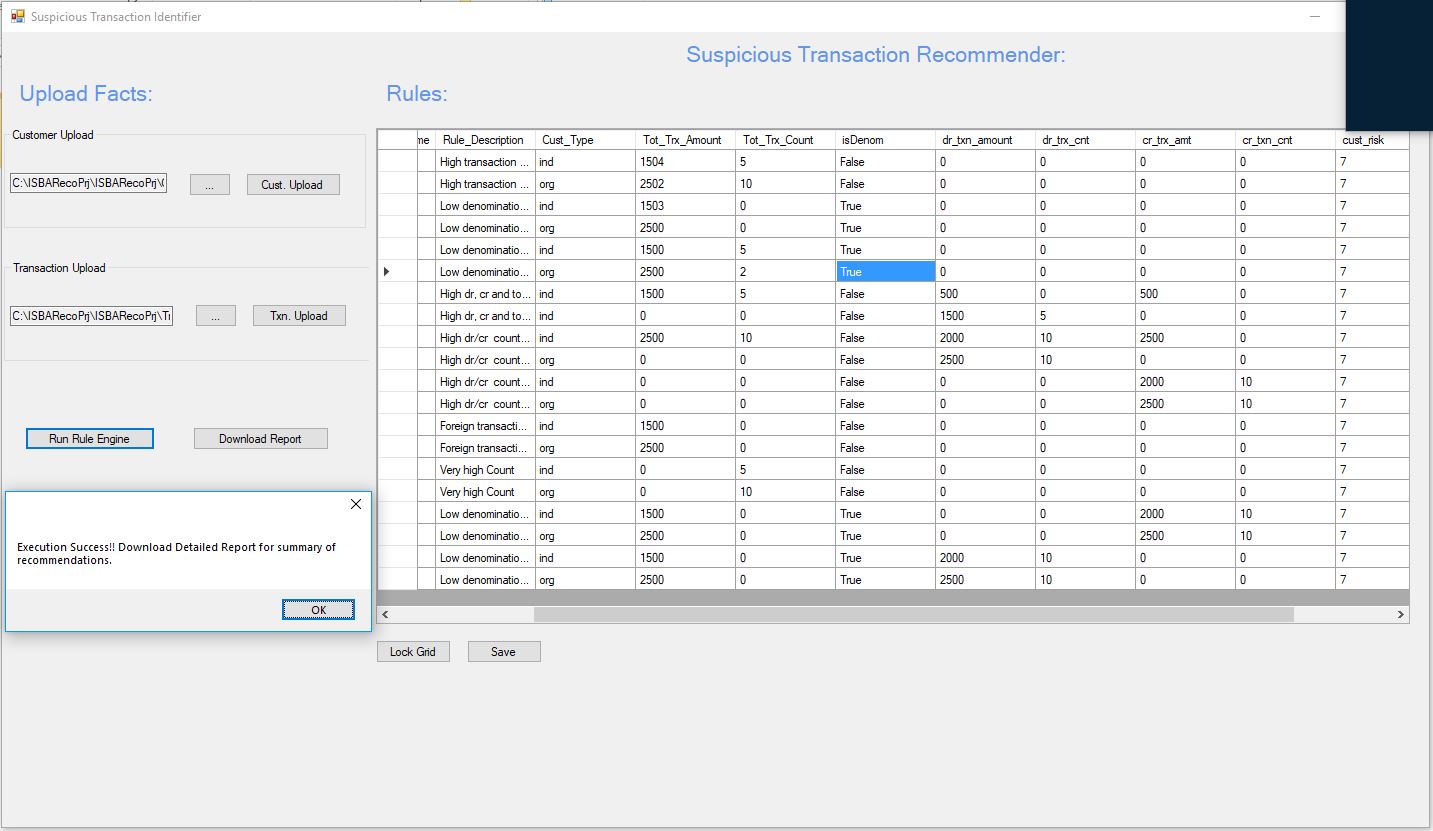 Suspicious Transaction Identifier
Suspicious Transaction Recommender:
Upload Facts:
Rules:
Customer Upload
C:\ISBARecoPrj\ISBARecoPrj\ ... Cust. Upload
Transaction Upload
C:\ISBARecoPrj\ISBARecoPrj\Tr ... Txn. Upload
Run Rule Engine Download Report
Execution Success!! Download Detailed Report for summary of
recommendations.
OK
me Rule_Description Cust_Type Tot_Trx_Amount Tot_Trx_Count isDenom dr_txn_amount dr_trx_cnt cr_trx_amt cr_txn_cnt cust_risk
High transaction ... ind 1504 5 False 0 0 0 0 7
High transaction ... org 2502 10 False 0 0 0 0 7
Low denominatio... ind 1503 0 True 0 0 0 0 7
Low denominatio... org 2500 0 True 0 0 0 0 7
Low denominatio... ind 1500 5 True 0 0 0 0 7
Low denominatio... org 2500 2 True 0 0 0 0 7
High dr, cr and to... ind 1500 5 False 500 0 500 0 7
High dr, cr and to... ind 0 0 False 1500 5 0 0 7
High dr/cr count... ind 2500 10 False 2000 10 2500 0 7
High dr/cr count... org 0 0 False 2500 10 0 0 7
High dr/cr count... ind 0 0 False 0 0 2000 10 7
High dr/cr count... org 0 0 False 0 0 2500 10 7
Foreign transacti... ind 1500 0 False 0 0 0 0 7
Foreign transacti... org 2500 0 False 0 0 0 0 7
Very high Count ind 0 5 False 0 0 0 0 7
Very high Count org 0 10 False 0 0 0 0 7
Low denominatio... ind 1500 0 True 0 0 2000 10 7
Low denominatio... org 2500 0 True 0 0 2500 10 7
Low denominatio... ind 1500 0 True 2000 10 0 0 7
Low denominatio... org 2500 0 True 2500 10 0 0 7
Lock Grid Save